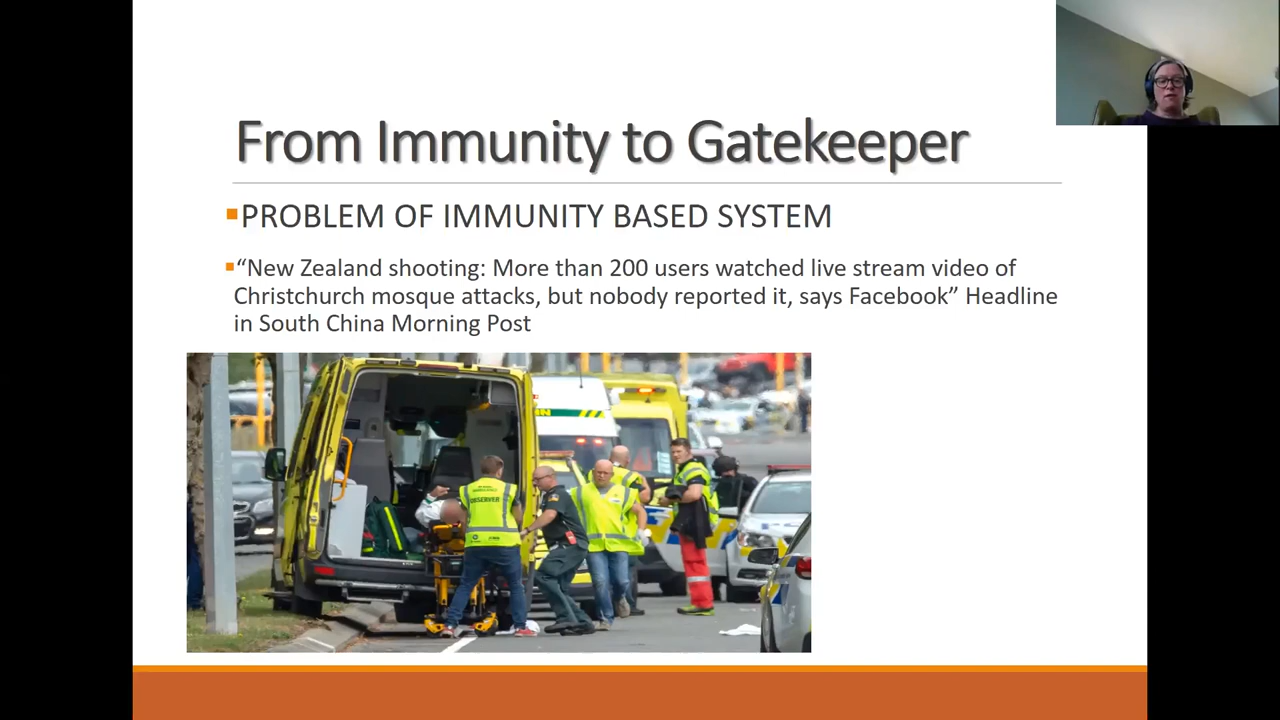 From Immunity to Gatekeeper
PROBLEM OF IMMUNITY BASED SYSTEM
“New Zealand shooting: More than 200 users watched live stream video of
Christchurch mosque attacks, but nobody reported it, says Facebook” Headline
in South China Morning Post
OBSERVER